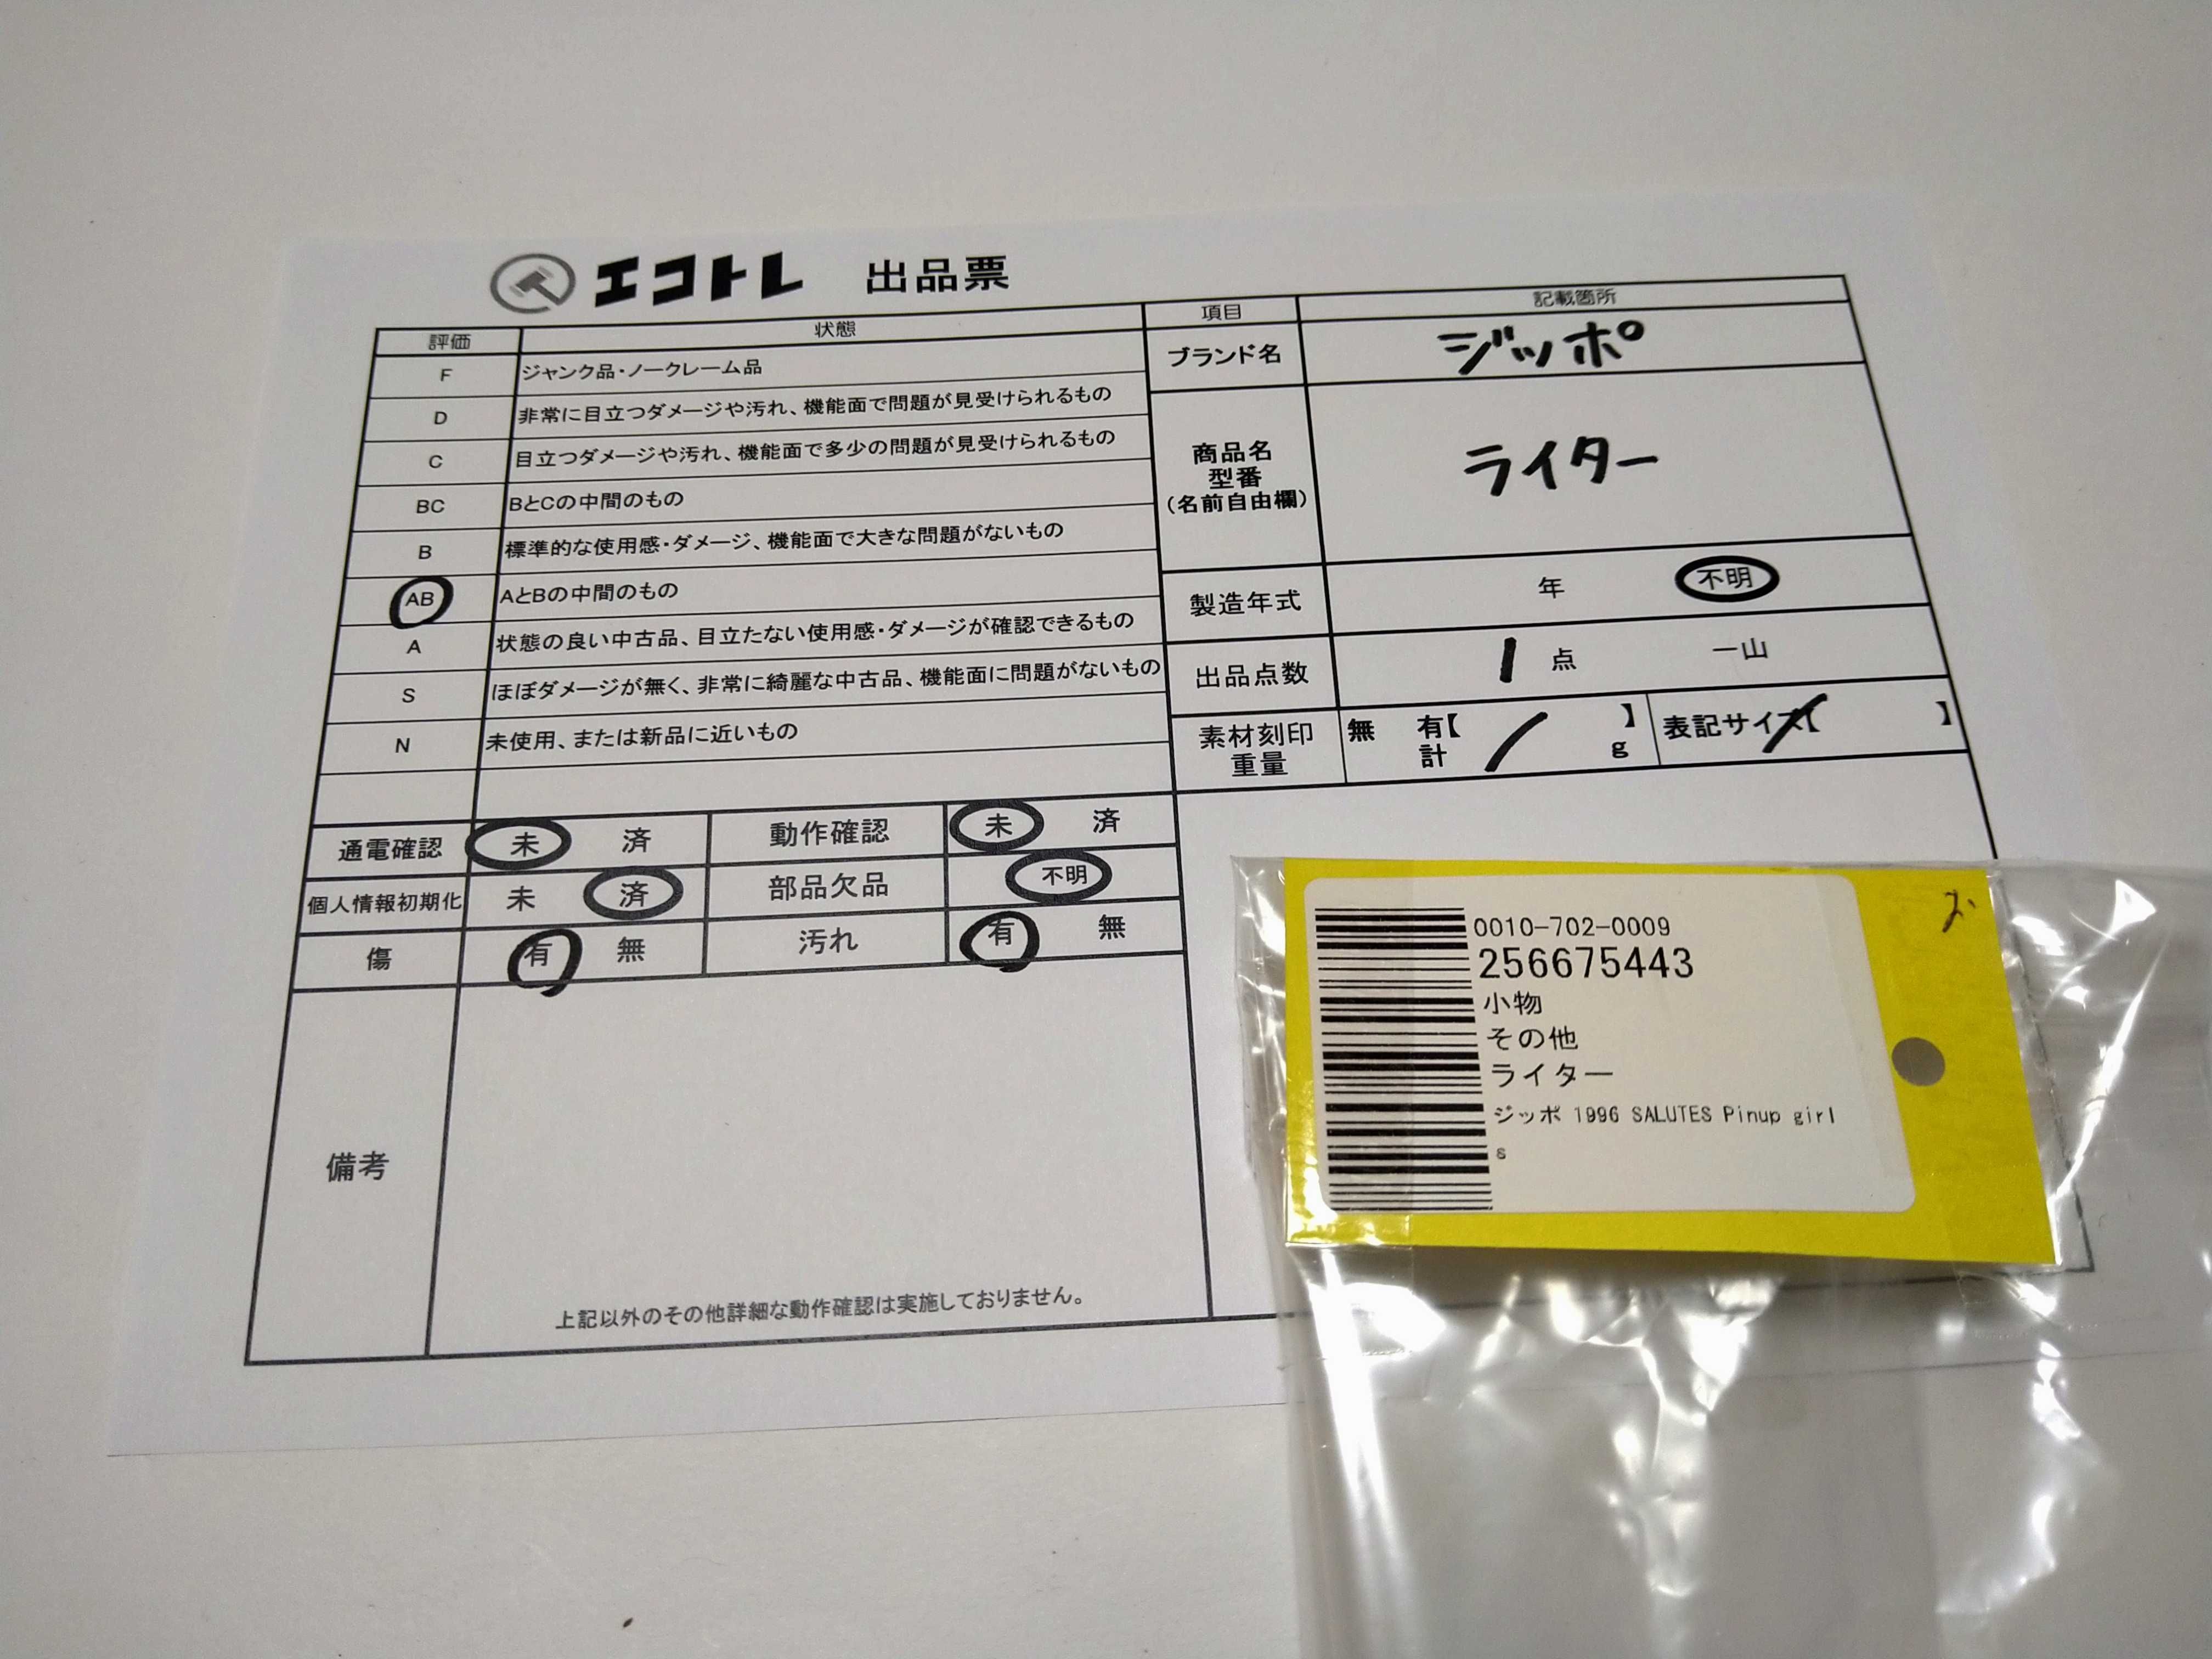 エコトレ 出品票
評価 状態
F ジャンク品・ノークレーム品
D 非常に目立つダメージや汚れ、機能面で問題が見受けられるもの
C 目立つダメージや汚れ、機能面で多少の問題が見受けられるもの
BC BとCの中間のもの
B 標準的な使用感・ダメージ、機能面で大きな問題がないもの
AB AとBの中間のもの
A 状態の良い中古品、目立たない使用感・ダメージが確認できるもの
S ほぼダメージが無く、非常に綺麗な中古品、機能面に問題がないもの
N 未使用、または新品に近いもの
項目 記載箇所
ブランド名 ジッポ
商品名
型番
(名前自由欄)
ライター
製造年式 年 不明
出品点数 1 点 一山
素材刻印
重量
無 有【 】
計 g
表記サイズ【 】
通電確認 未 済 動作確認 未 済
個人情報初期化 未 済 部品欠品 不明
傷 有 無 汚れ 有 無
備考
上記以外のその他詳細な動作確認は実施しておりません。
0010-702-0009
256675443
小物
その他
ライター
ジッポ 1996 SALUTES Pinup girl
s